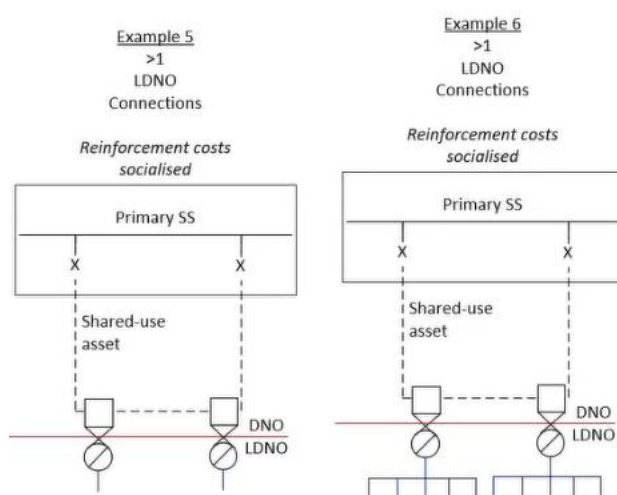 Example 5
>1
LDNO
Connections
Reinforcement costs
socialised
Primary SS
X X
Shared-use
asset
DNO
LDNO
Example 6
>1
LDNO
Connections
Reinforcement costs
socialised
Primary SS
X X
Shared-use
asset
DNO
LDNO